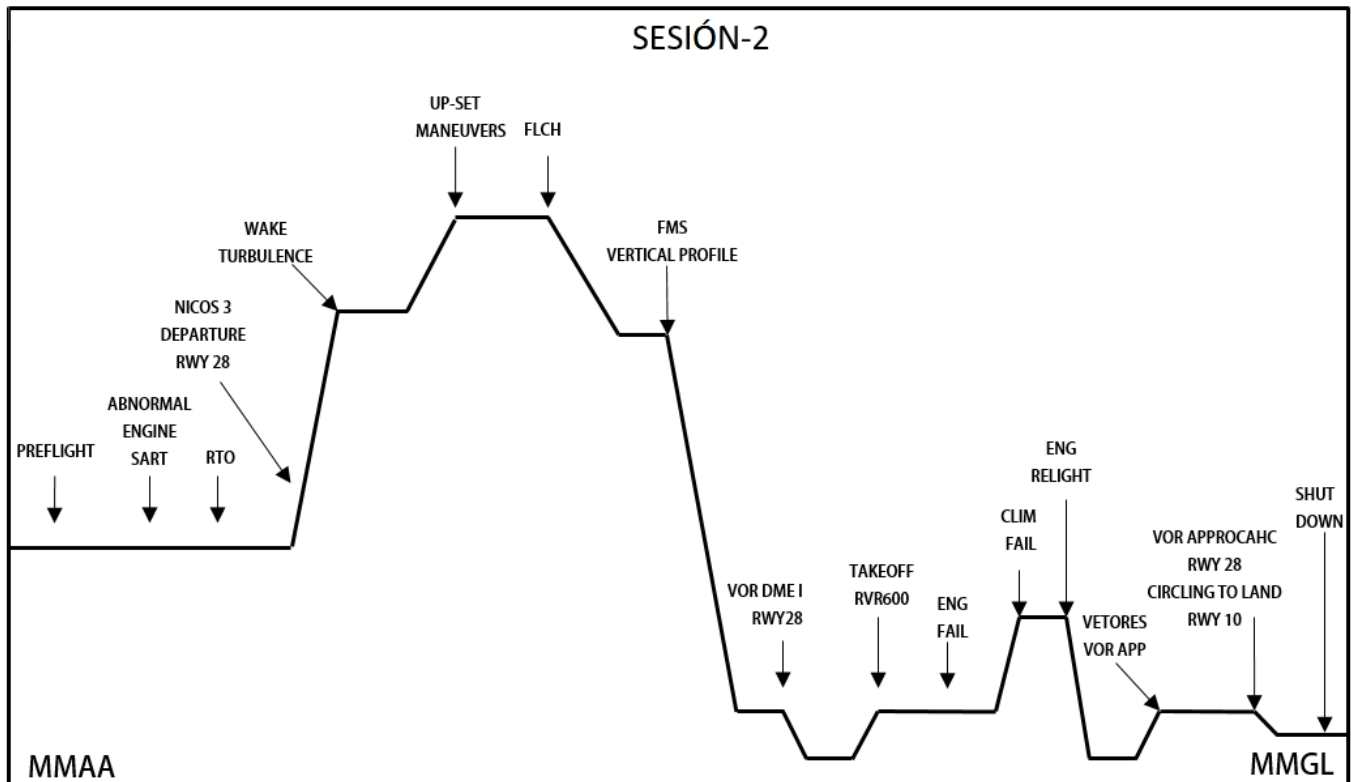 SESIÓN-2
UP-SET
MANEUVERS
FLCH
WAKE
TURBULENCE
FMS
VERTICAL PROFILE
NICOS 3
DEPARTURE
RWY 28
PREFLIGHT
ABNORMAL
ENGINE
SART
RTO
VOR DME I
RWY28
TAKEOFF
RVR600
ENG
FAIL
CLIM
FAIL
ENG
RELIGHT
VETORES
VOR APP
VOR APPROCAHC
RWY 28
CIRCLING TO LAND
RWY 10
SHUT
DOWN
MMAA
MMGL